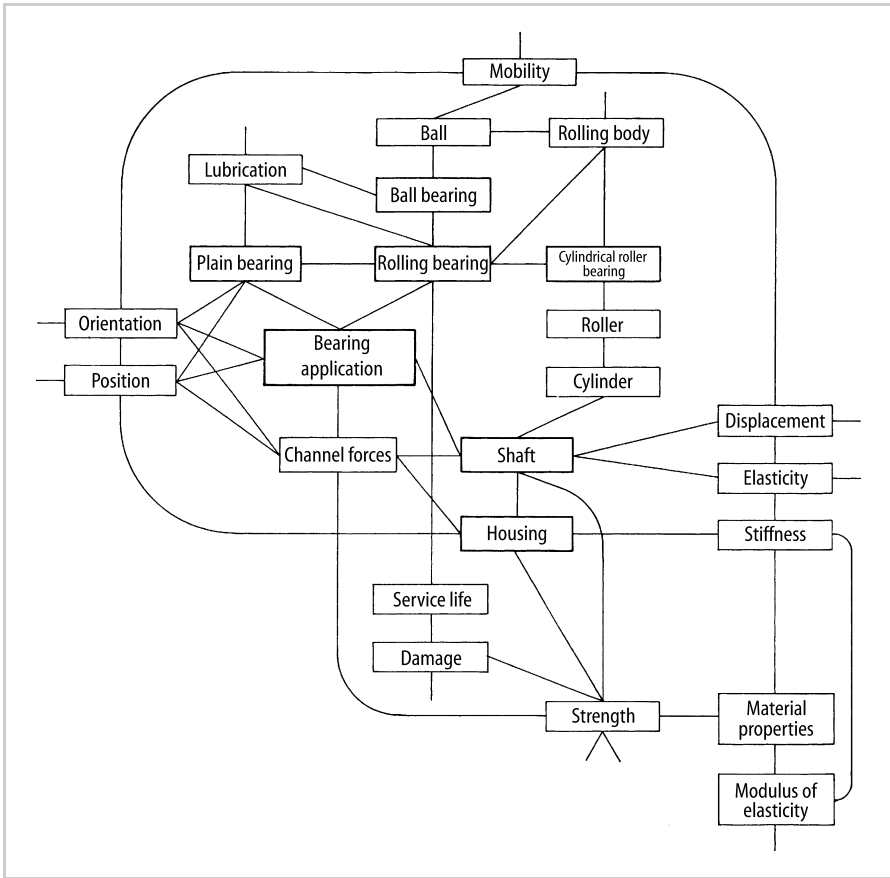 Mobility
Ball
Rolling body
Lubrication
Ball bearing
Plain bearing
Rolling bearing
Cylindrical roller
bearing
Orientation
Bearing
application
Roller
Position
Cylinder
Displacement
Channel forces
Shaft
Elasticity
Housing
Stiffness
Service life
Damage
Strength
Material
properties
Modulus of
elasticity